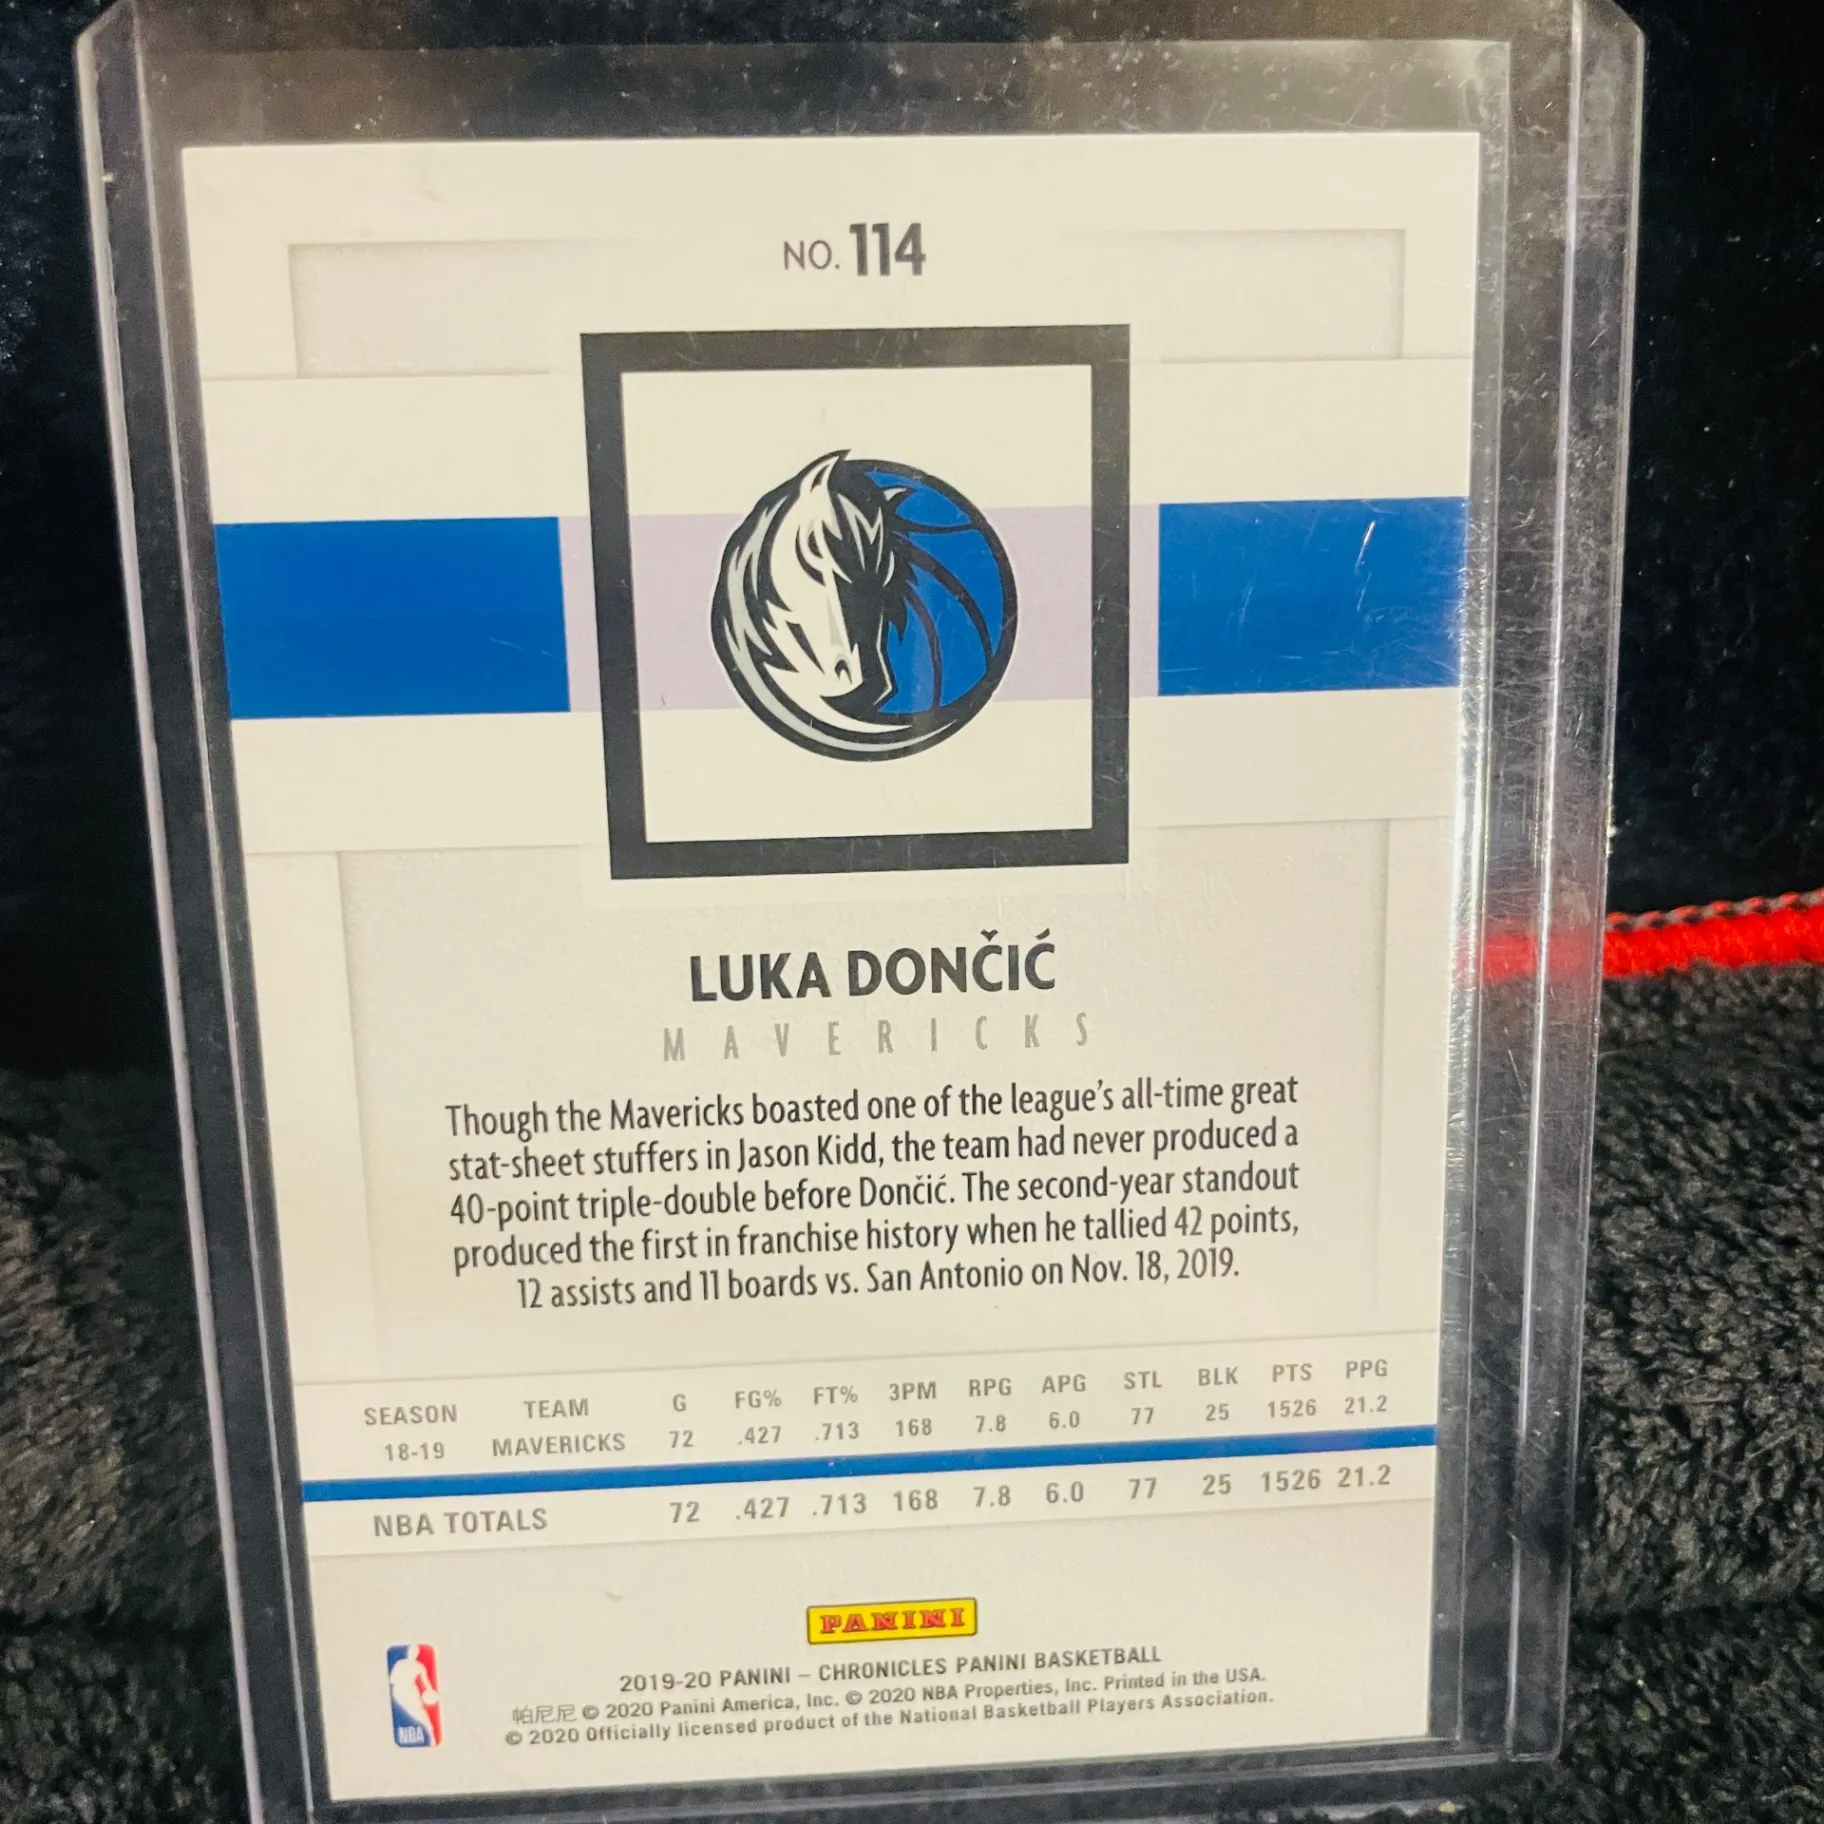 NO. 114
LUKA DONČIĆ
MAVERICKS
Though the Mavericks boasted one of the league's all-time great
stat-sheet stuffers in Jason Kidd, the team had never produced a
40-point triple-double before Dončić. The second-year standout
produced the first in franchise history when he tallied 42 points,
12 assists and 11 boards vs. San Antonio on Nov. 18, 2019.
SEASON TEAM G FG% FT% 3PM RPG APG STL BLK PTS PPG
18-19 MAVERICKS 72 .427 .713 168 7.8 6.0 77 25 1526 21.2
NBA TOTALS 72 .427 .713 168 7.8 6.0 77 25 1526 21.2
PANINI
2019-20 PANINI – CHRONICLES PANINI BASKETBALL
帕尼尼 © 2020 Panini America, Inc. © 2020 NBA Properties, Inc. Printed in the USA.
© 2020 Officially licensed product of the National Basketball Players Association.
NBA